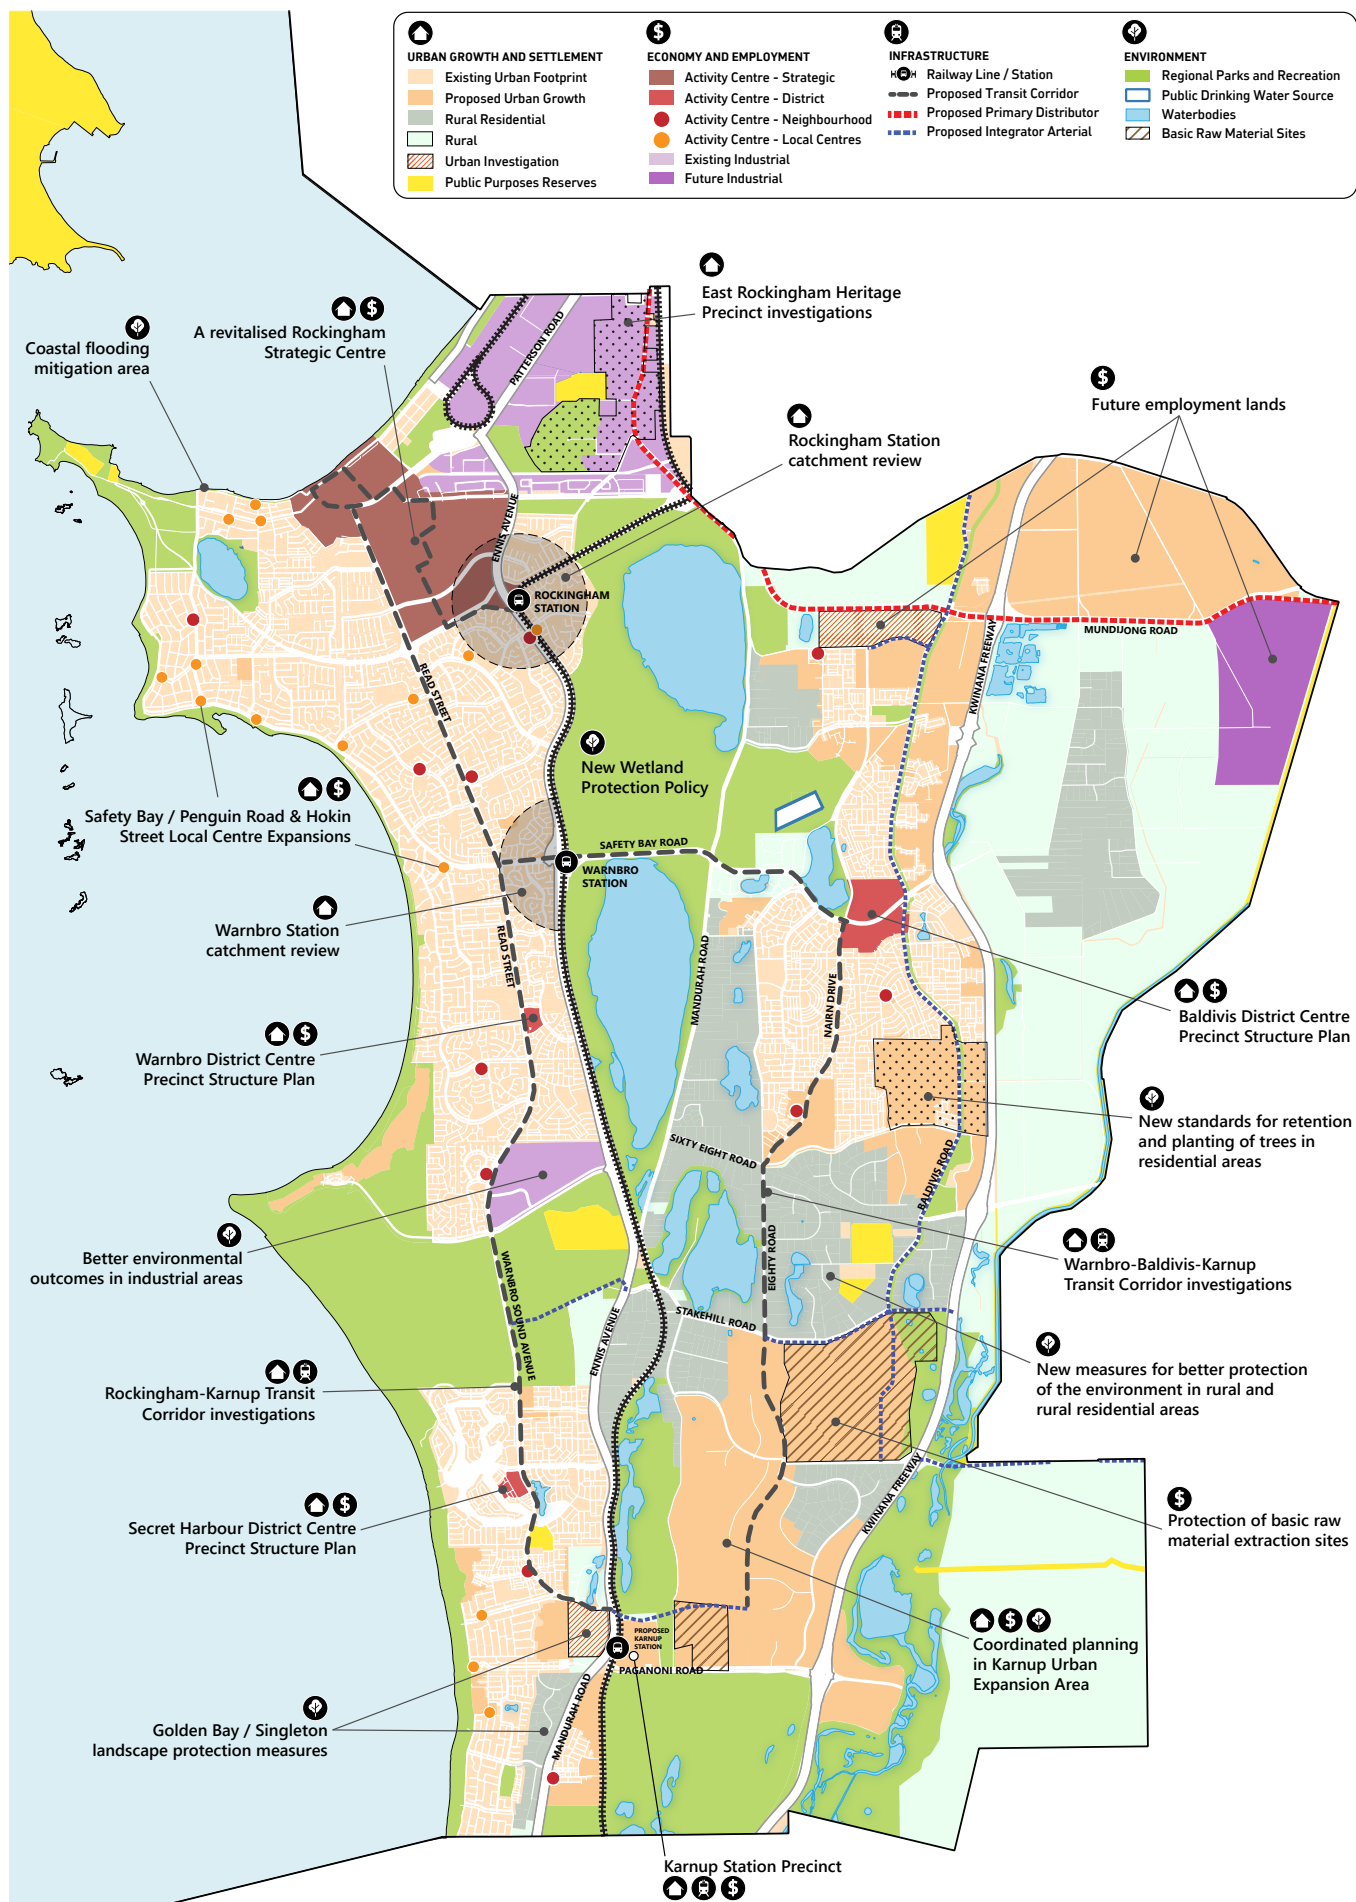 URBAN GROWTH AND SETTLEMENT
Existing Urban Footprint
Proposed Urban Growth
Rural Residential
Rural
Urban Investigation
Public Purposes Reserves
ECONOMY AND EMPLOYMENT
Activity Centre - Strategic
Activity Centre - District
Activity Centre - Neighbourhood
Activity Centre - Local Centres
Existing Industrial
Future Industrial
INFRASTRUCTURE
Railway Line / Station
Proposed Transit Corridor
Proposed Primary Distributor
Proposed Integrator Arterial
ENVIRONMENT
Regional Parks and Recreation
Public Drinking Water Source
Waterbodies
Basic Raw Material Sites
East Rockingham Heritage
Precinct investigations
A revitalised Rockingham
Strategic Centre
Coastal flooding
mitigation area
PATTERSON ROAD
Future employment lands
Rockingham Station
catchment review
ENNIS AVENUE
ROCKINGHAM
STATION
MUNDIJONG ROAD
KWINANA FREEWAY
READ STREET
New Wetland
Protection Policy
Safety Bay / Penguin Road & Hokin
Street Local Centre Expansions
SAFETY BAY ROAD
WARNBRO
STATION
Warnbro Station
catchment review
READ STREET
MANDURAH ROAD
NAIRN DRIVE
Baldivis District Centre
Precinct Structure Plan
Warnbro District Centre
Precinct Structure Plan
New standards for retention
and planting of trees in
residential areas
SIXTY EIGHT ROAD
BALDIVIS ROAD
Better environmental
outcomes in industrial areas
WARNBRO SOUND AVENUE
EIGHTY ROAD
Warnbro-Baldivis-Karnup
Transit Corridor investigations
STAKEHILL ROAD
ENNIS AVENUE
New measures for better protection
of the environment in rural and
rural residential areas
Rockingham-Karnup Transit
Corridor investigations
KWINANA FREEWAY
Secret Harbour District Centre
Precinct Structure Plan
Protection of basic raw
material extraction sites
PROPOSED
KARNUP
STATION
PAGANONI ROAD
Coordinated planning
in Karnup Urban
Expansion Area
MANDURAH ROAD
Golden Bay / Singleton
landscape protection measures
Karnup Station Precinct